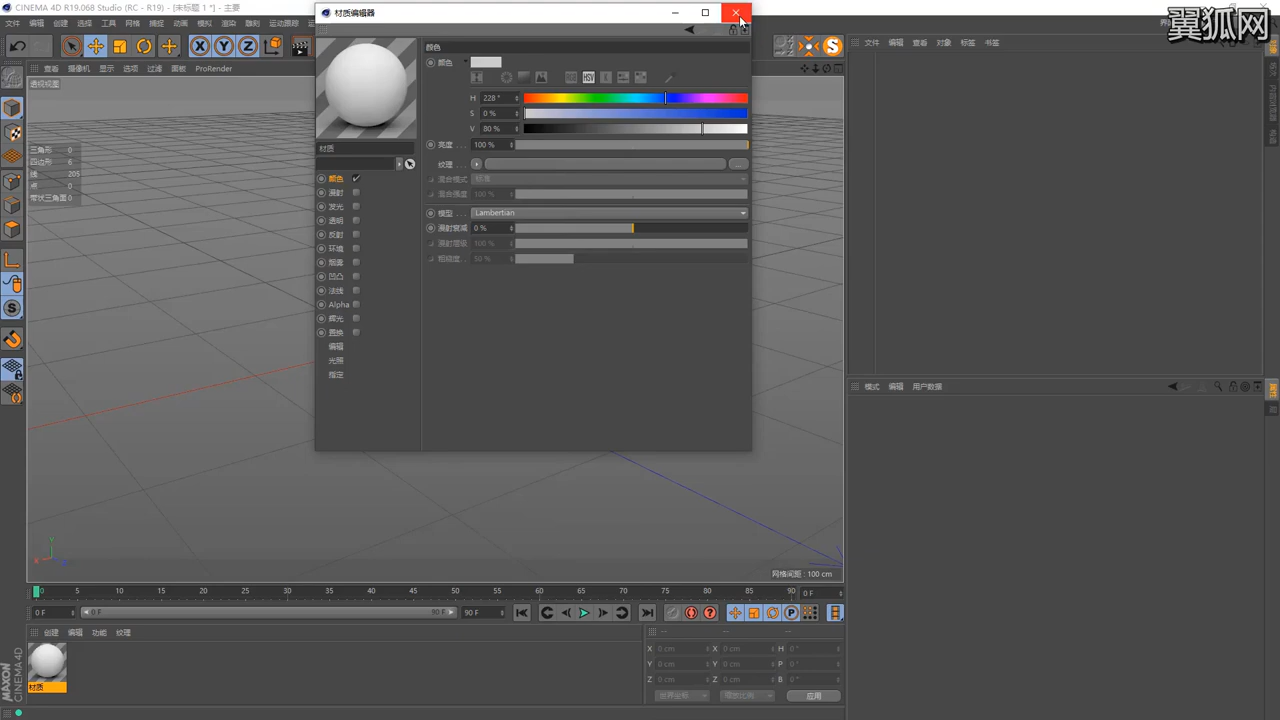 CINEMA 4D R19.068 Studio (RC - R19) - [未标题 1 *] - 主要
材质编辑器
翼狐网
文件 编辑 创建 选择 工具 网格 捕捉 动画 模拟 渲染 雕刻 运动跟踪
查看 摄像机 显示 选项 过滤 面板 ProRender
透视视图
三角形 0
四边形 6
线 205
点 0
带状三角面 0
材质
颜色
漫射
发光
透明
反射
环境
烟雾
凹凸
法线
Alpha
辉光
置换
编辑
光照
指定
颜色
颜色
HSV
H 228 °
S 0 %
V 80 %
亮度 . . . 100 %
纹理 . . .
混合模式 标准
混合强度 100 %
模型 . . . Lambertian
漫射衰减 0 %
漫射层级 100 %
粗糙度 . . 50 %
文件 编辑 查看 对象 标签 书签
模式 编辑 用户数据
网格间距 : 100 cm
0 5 10 15 20 25 30 35 40 45 50 55 60 65 70 75 80 85 90
0 F
0 F 0 F 90 F 90 F
创建 编辑 功能 纹理
材质
X 0 cm X 0 cm H 0 °
Y 0 cm Y 0 cm P 0 °
Z 0 cm Z 0 cm B 0 °
世界坐标 缩放比例 应用
MAXON
CINEMA 4D